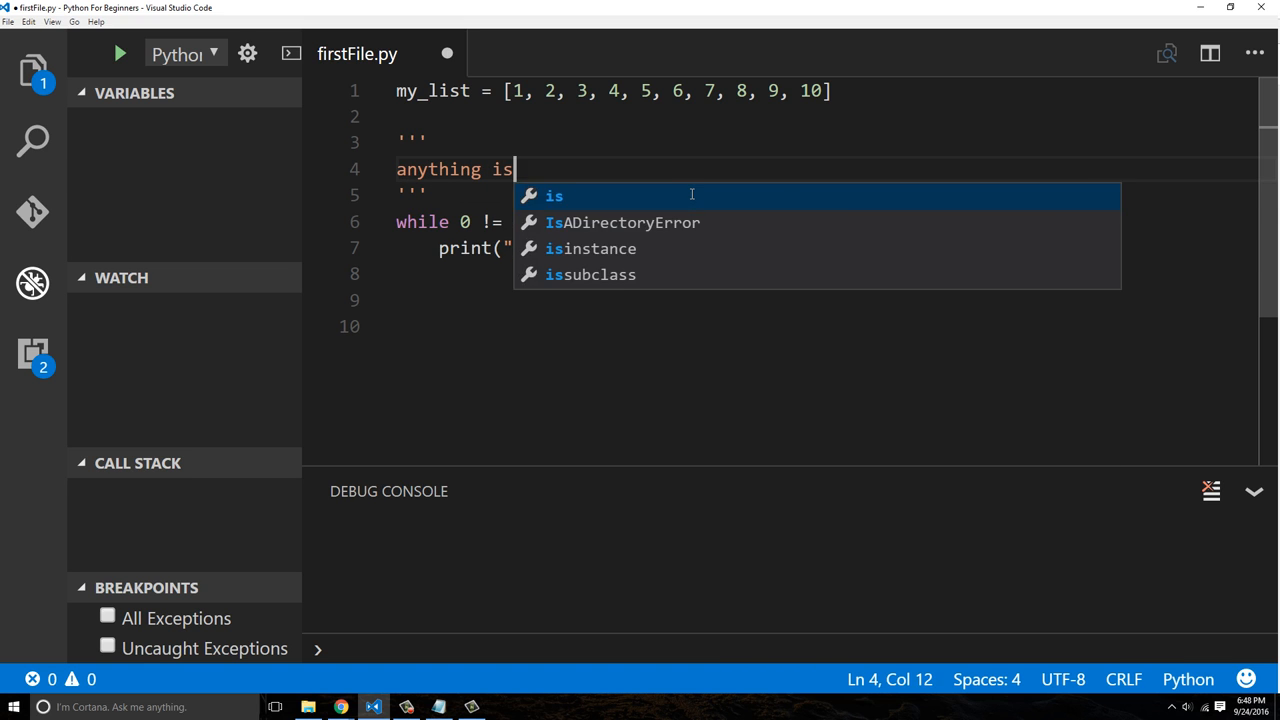 ● firstFile.py - Python For Beginners - Visual Studio Code
File Edit View Go Help
Python
firstFile.py
VARIABLES
WATCH
CALL STACK
BREAKPOINTS
All Exceptions
Uncaught Exceptions
1 my_list = [1, 2, 3, 4, 5, 6, 7, 8, 9, 10]
2
3 '''
4 anything is
5 '''
6 while 0 !=
7 print("
8
9
10
is
IsADirectoryError
isinstance
issubclass
DEBUG CONSOLE
1
2
0 0
Ln 4, Col 12 Spaces: 4 UTF-8 CRLF Python
I'm Cortana. Ask me anything.
6:48 PM
9/24/2016